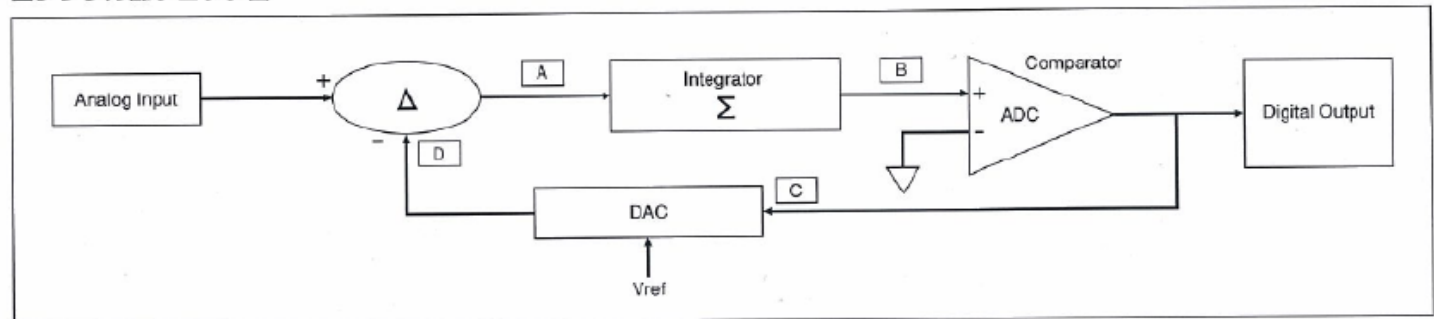 Analog Input
+
Δ
-
A
Integrator
Σ
B
Comparator
+
-
ADC
Digital Output
D
C
DAC
Vref